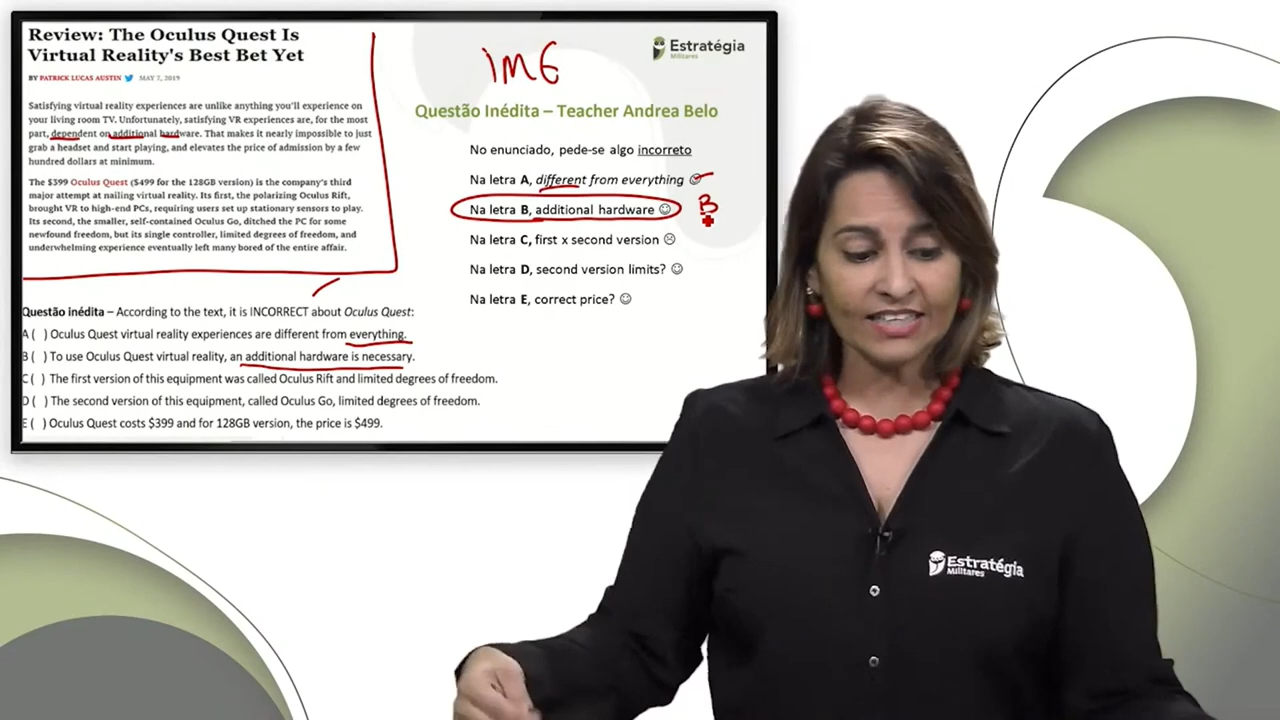 Review: The Oculus Quest Is
Virtual Reality's Best Bet Yet
BY PATRICK LUCAS AUSTIN MAY 7, 2019
Satisfying virtual reality experiences are unlike anything you'll experience on
your living room TV. Unfortunately, satisfying VR experiences are, for the most
part, dependent on additional hardware. That makes it nearly impossible to just
grab a headset and start playing, and elevates the price of admission by a few
hundred dollars at minimum.
The $399 Oculus Quest ($499 for the 128GB version) is the company's third
major attempt at nailing virtual reality. Its first, the polarizing Oculus Rift,
brought VR to high-end PCs, requiring users set up stationary sensors to play.
Its second, the smaller, self-contained Oculus Go, ditched the PC for some
newfound freedom, but its single controller, limited degrees of freedom, and
underwhelming experience eventually left many bored of the entire affair.
IME
Estratégia
Militares
Questão Inédita – Teacher Andrea Belo
No enunciado, pede-se algo incorreto
Na letra A, different from everything ☺
Na letra B, additional hardware ☺ B
Na letra C, first x second version ☹
Na letra D, second version limits? ☺
Na letra E, correct price? ☺
Questão inédita – According to the text, it is INCORRECT about Oculus Quest:
A ( ) Oculus Quest virtual reality experiences are different from everything.
B ( ) To use Oculus Quest virtual reality, an additional hardware is necessary.
C ( ) The first version of this equipment was called Oculus Rift and limited degrees of freedom.
D ( ) The second version of this equipment, called Oculus Go, limited degrees of freedom.
E ( ) Oculus Quest costs $399 and for 128GB version, the price is $499.
Estratégia
Militares